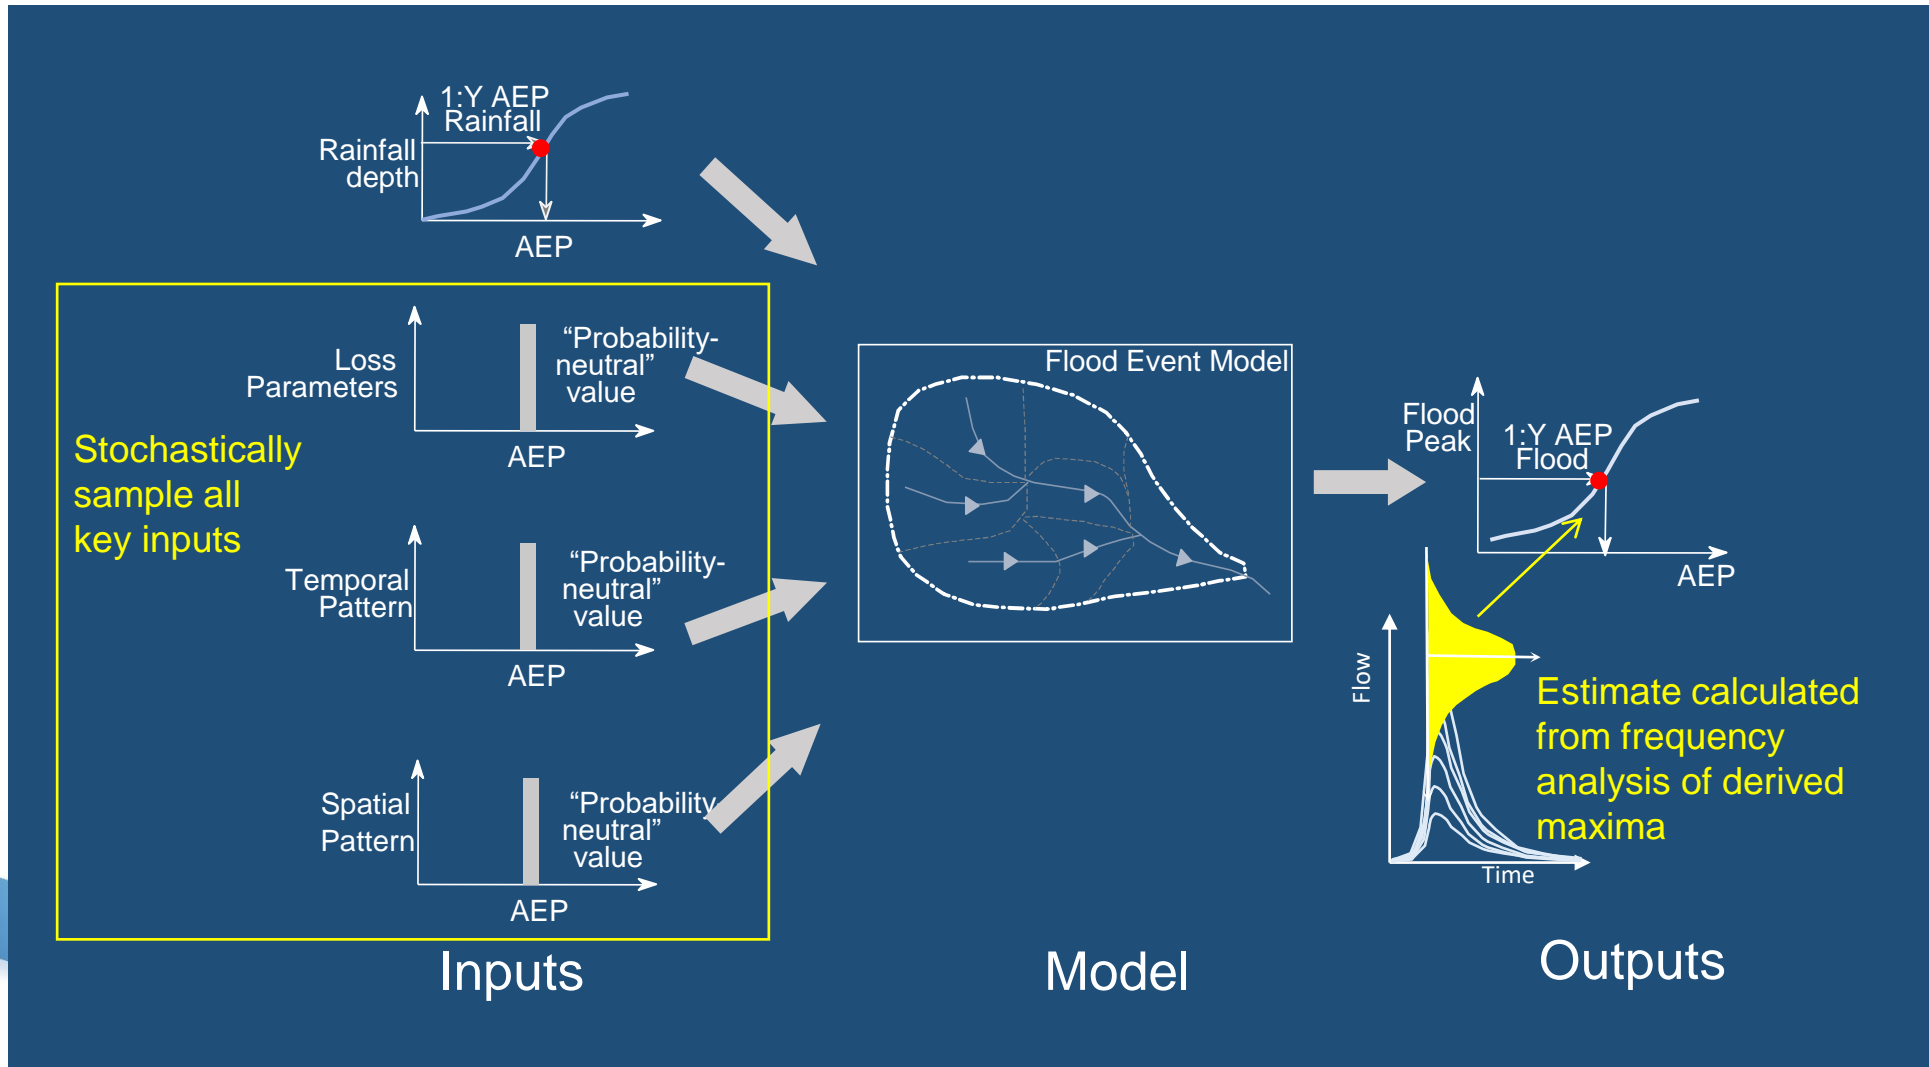 1:Y AEP
Rainfall
Rainfall
depth
AEP
Loss
Parameters
“Probability-
neutral”
value
AEP
Stochastically
sample all
key inputs
Temporal
Pattern
“Probability-
neutral”
value
AEP
Spatial
Pattern
“Probability-
neutral”
value
AEP
Inputs
Flood Event Model
Model
Flood
Peak
1:Y AEP
Flood
AEP
Flow
Time
Estimate calculated
from frequency
analysis of derived
maxima
Outputs